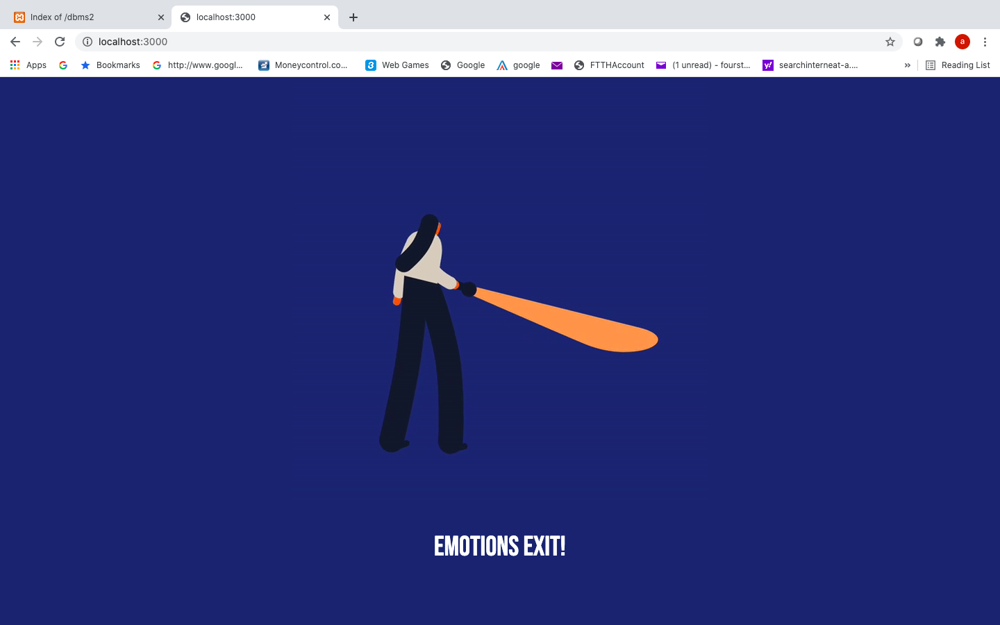 Index of /dbms2
localhost:3000
localhost:3000
a
Apps
Bookmarks
http://www.googl...
Moneycontrol.co...
Web Games
Google
google
FTTHAccount
(1 unread) - fourst...
searchinterneat-a....
»
Reading List
EMOTIONS EXIT!